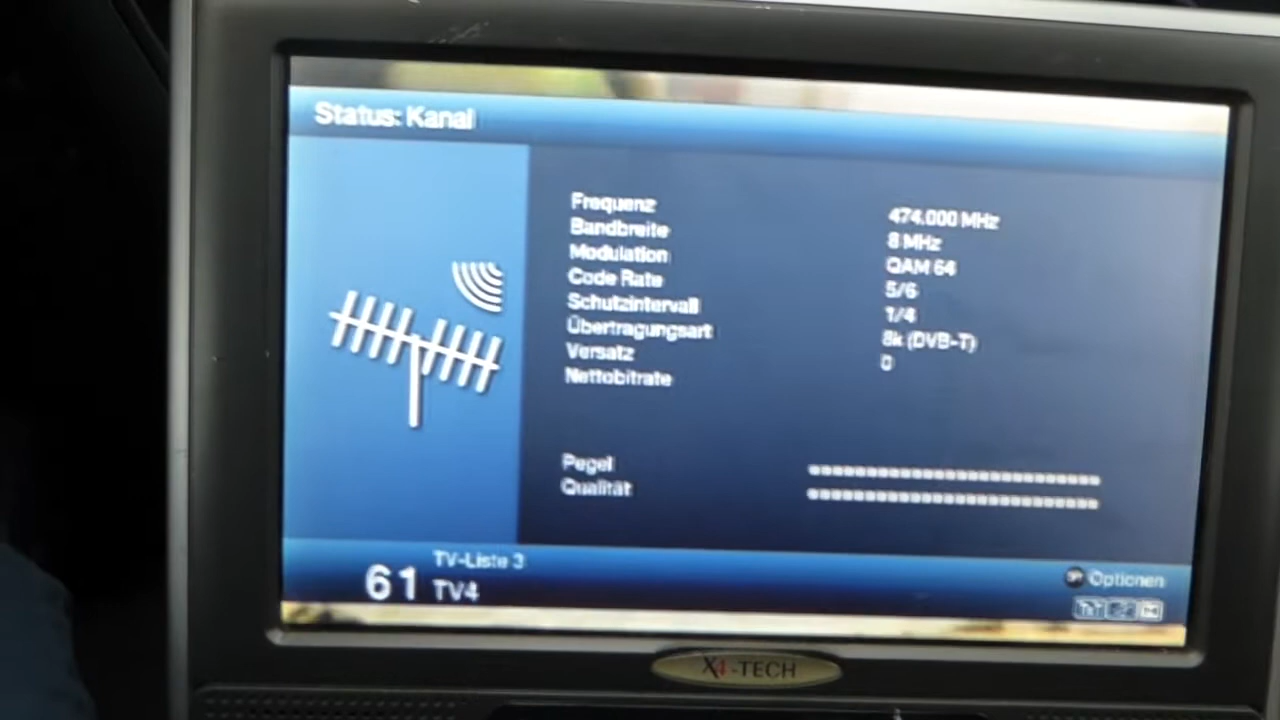 Status: Kanal
Frequenz 474.000 MHz
Bandbreite 8 MHz
Modulation QAM 64
Code Rate 5/6
Schutzintervall 1/4
Übertragungsart 8k (DVB-T)
Versatz 0
Nettobitrate
Pegel
Qualität
TV-Liste 3
61 TV4
Optionen
X4-TECH